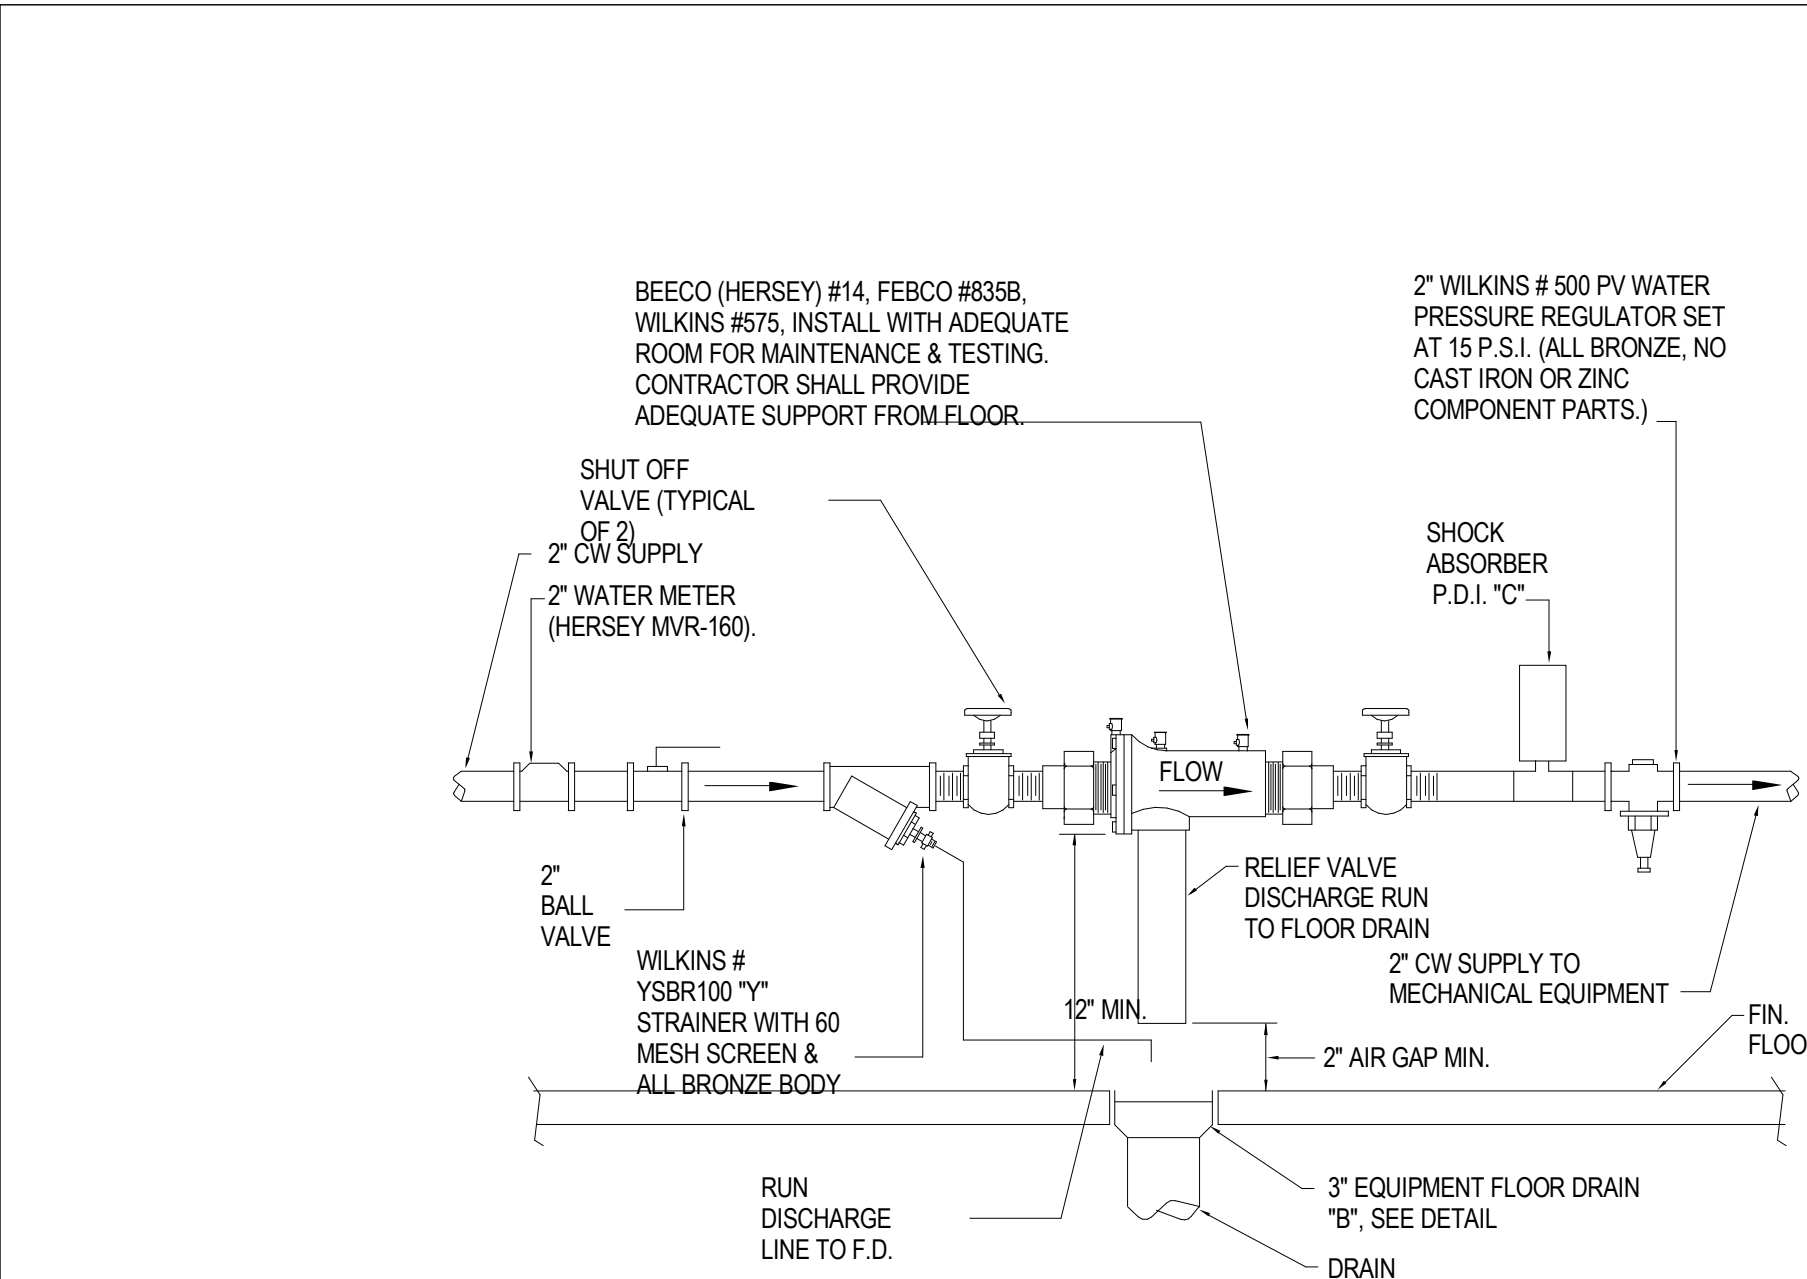 BEECO (HERSEY) #14, FEBCO #835B,
WILKINS #575, INSTALL WITH ADEQUATE
ROOM FOR MAINTENANCE & TESTING.
CONTRACTOR SHALL PROVIDE
ADEQUATE SUPPORT FROM FLOOR.
2" WILKINS # 500 PV WATER
PRESSURE REGULATOR SET
AT 15 P.S.I. (ALL BRONZE, NO
CAST IRON OR ZINC
COMPONENT PARTS.)
SHUT OFF
VALVE (TYPICAL
OF 2)
2" CW SUPPLY
2" WATER METER
(HERSEY MVR-160).
SHOCK
ABSORBER
P.D.I. "C"
FLOW
2"
BALL
VALVE
RELIEF VALVE
DISCHARGE RUN
TO FLOOR DRAIN
WILKINS #
YSBR100 "Y"
STRAINER WITH 60
MESH SCREEN &
ALL BRONZE BODY
2" CW SUPPLY TO
MECHANICAL EQUIPMENT
12" MIN.
2" AIR GAP MIN.
FIN.
FLOO
RUN
DISCHARGE
LINE TO F.D.
3" EQUIPMENT FLOOR DRAIN
"B", SEE DETAIL
DRAIN